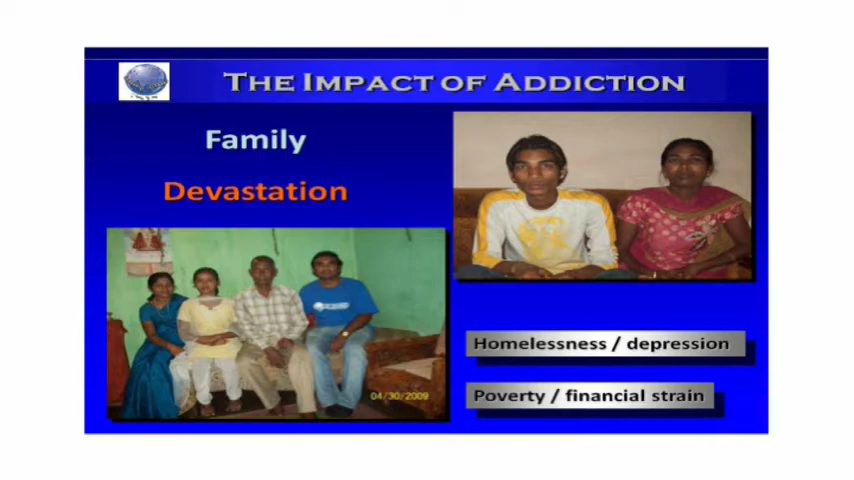 THE IMPACT OF ADDICTION
Family
Devastation
04/30/2009
Homelessness / depression
Poverty / financial strain